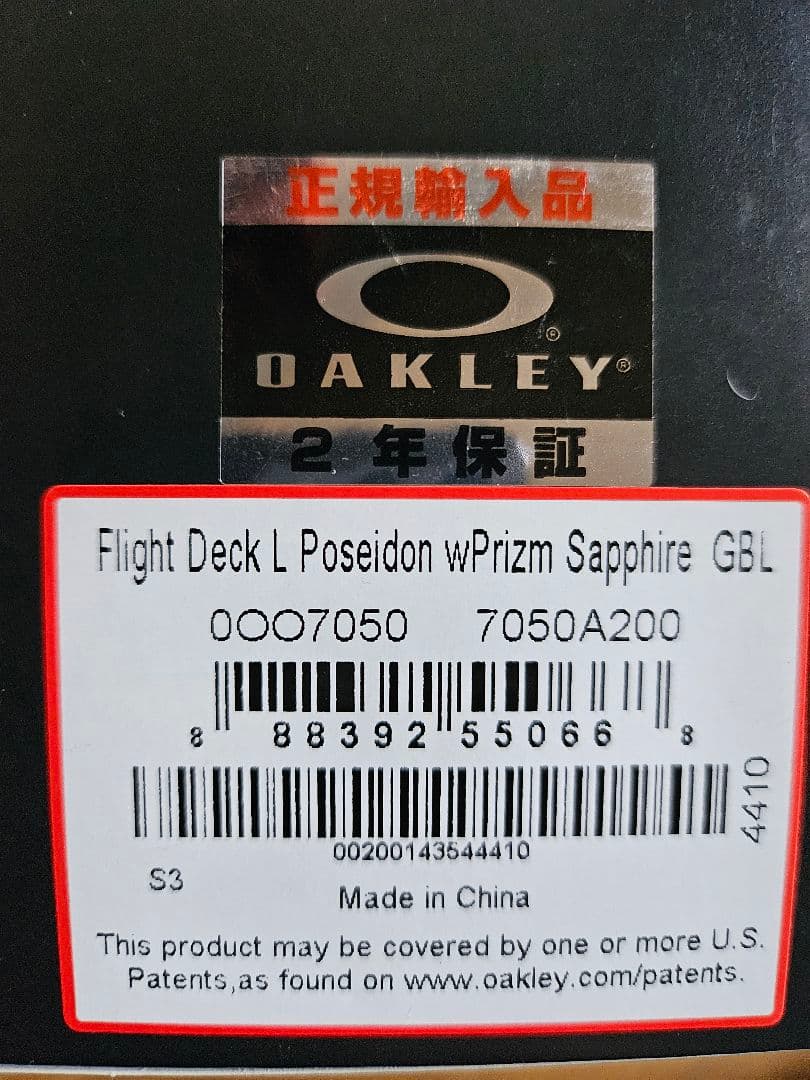 正規輸入品
®
OAKLEY®
2年保証
Flight Deck L Poseidon wPrizm Sapphire GBL
0OO7050 7050A200
8 88392 55066 8
4410
00200143544410
S3
Made in China
This product may be covered by one or more U.S.
Patents,as found on www.oakley.com/patents.